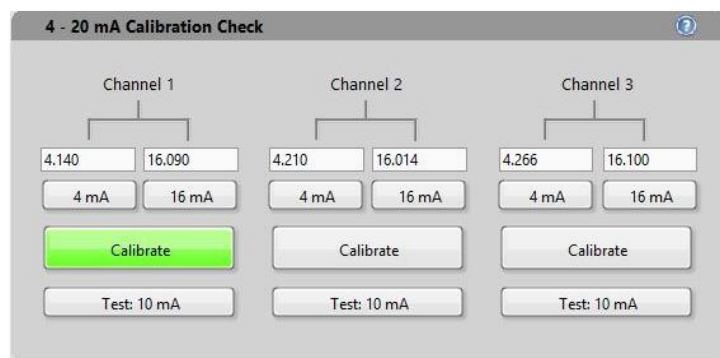 4 - 20 mA Calibration Check
Channel 1 Channel 2 Channel 3
4.140 16.090 4.210 16.014 4.266 16.100
4 mA 16 mA 4 mA 16 mA 4 mA 16 mA
Calibrate Calibrate Calibrate
Test: 10 mA Test: 10 mA Test: 10 mA